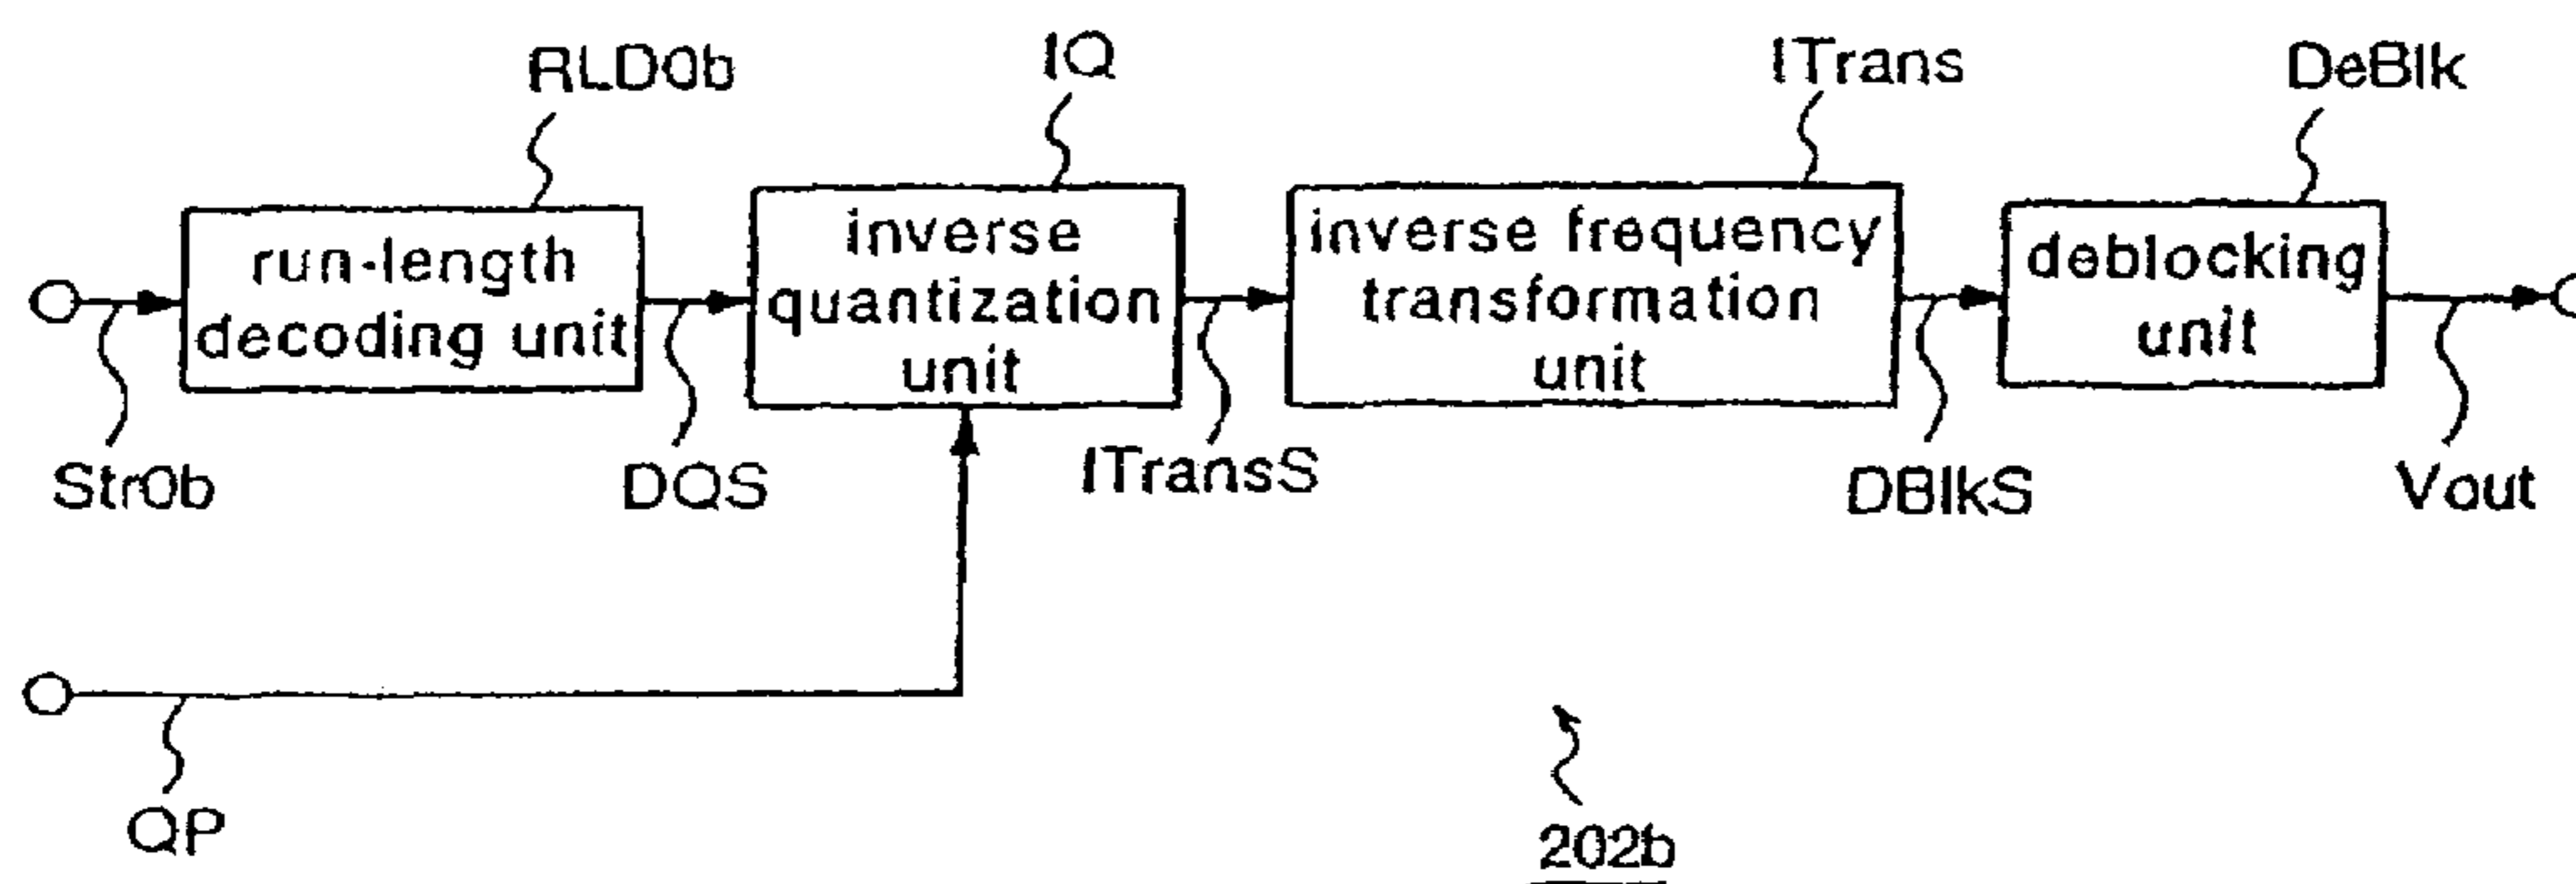 RLD0b
IQ
ITrans
DeBlk
run-length
decoding unit
inverse
quantization
unit
inverse frequency
transformation
unit
deblocking
unit
Str0b
DQS
ITransS
DBlkS
Vout
QP
202b